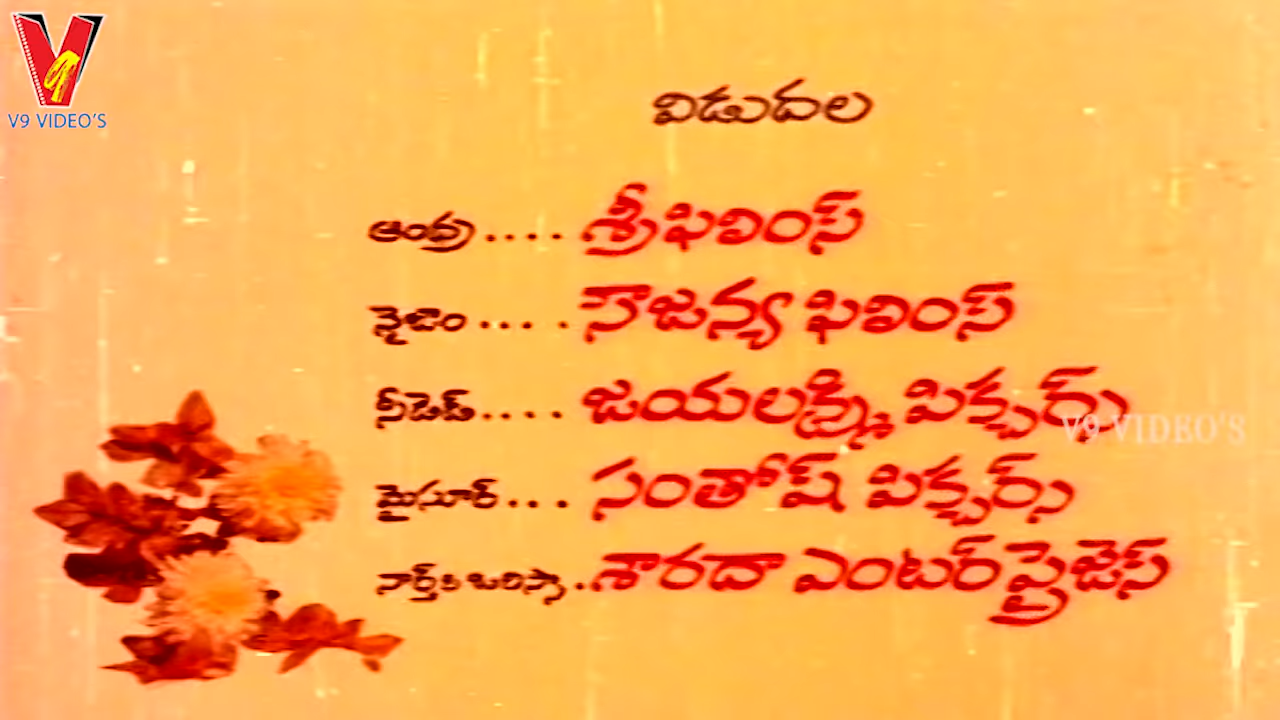 V9 VIDEO'S
విడుదల
ఆంధ్ర .... శ్రీ ఫిలింస్
నైజాం .... సౌజన్య ఫిలింస్
సీడెడ్ .... జయలక్ష్మి పిక్చర్సు
V9 VIDEO'S
మైసూర్ ... సంతోష్ పిక్చర్సు
నార్త్ & ఒరిస్సా . శారదా ఎంటర్‌ప్రైజెస్